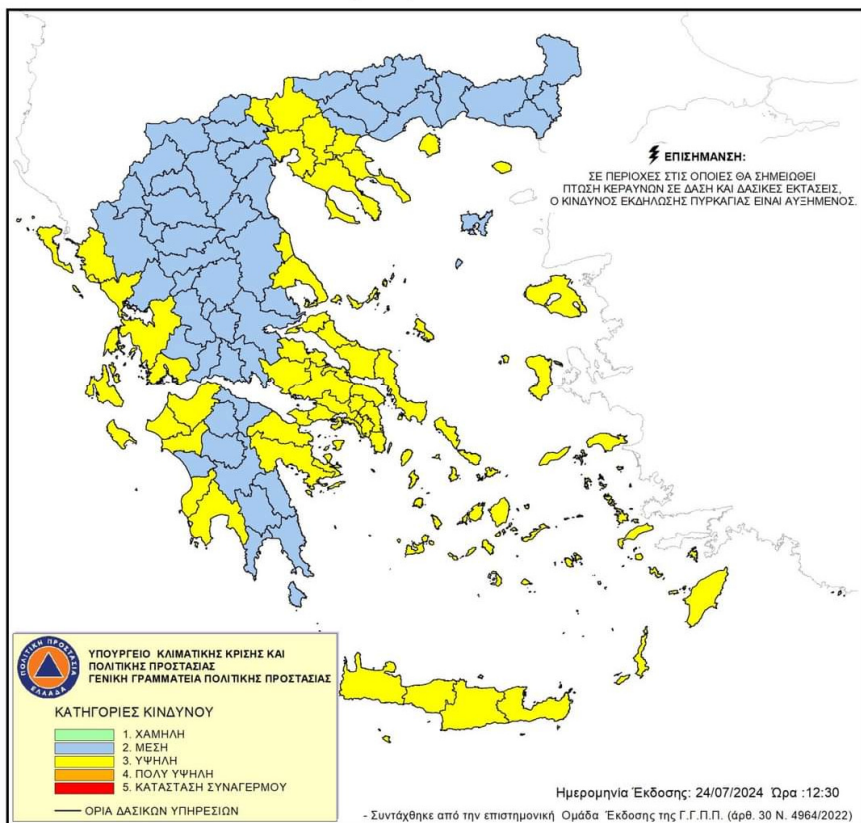 ΕΠΙΣΗΜΑΝΣΗ:
ΣΕ ΠΕΡΙΟΧΕΣ ΣΤΙΣ ΟΠΟΙΕΣ ΘΑ ΣΗΜΕΙΩΘΕΙ
ΠΤΩΣΗ ΚΕΡΑΥΝΩΝ ΣΕ ΔΑΣΗ ΚΑΙ ΔΑΣΙΚΕΣ ΕΚΤΑΣΕΙΣ,
Ο ΚΙΝΔΥΝΟΣ ΕΚΔΗΛΩΣΗΣ ΠΥΡΚΑΓΙΑΣ ΕΙΝΑΙ ΑΥΞΗΜΕΝΟΣ.
ΠΟΛΙΤΙΚΗ ΠΡΟΣΤΑΣΙΑ
ΕΛΛΑΔΑ
ΥΠΟΥΡΓΕΙΟ ΚΛΙΜΑΤΙΚΗΣ ΚΡΙΣΗΣ ΚΑΙ
ΠΟΛΙΤΙΚΗΣ ΠΡΟΣΤΑΣΙΑΣ
ΓΕΝΙΚΗ ΓΡΑΜΜΑΤΕΙΑ ΠΟΛΙΤΙΚΗΣ ΠΡΟΣΤΑΣΙΑΣ
ΚΑΤΗΓΟΡΙΕΣ ΚΙΝΔΥΝΟΥ
1. ΧΑΜΗΛΗ
2. ΜΕΣΗ
3. ΥΨΗΛΗ
4. ΠΟΛΥ ΥΨΗΛΗ
5. ΚΑΤΑΣΤΑΣΗ ΣΥΝΑΓΕΡΜΟΥ
ΟΡΙΑ ΔΑΣΙΚΩΝ ΥΠΗΡΕΣΙΩΝ
Ημερομηνία Έκδοσης: 24/07/2024 Ώρα :12:30
- Συντάχθηκε από την επιστημονική Ομάδα Έκδοσης της Γ.Γ.Π.Π. (άρθ. 30 Ν. 4964/2022)